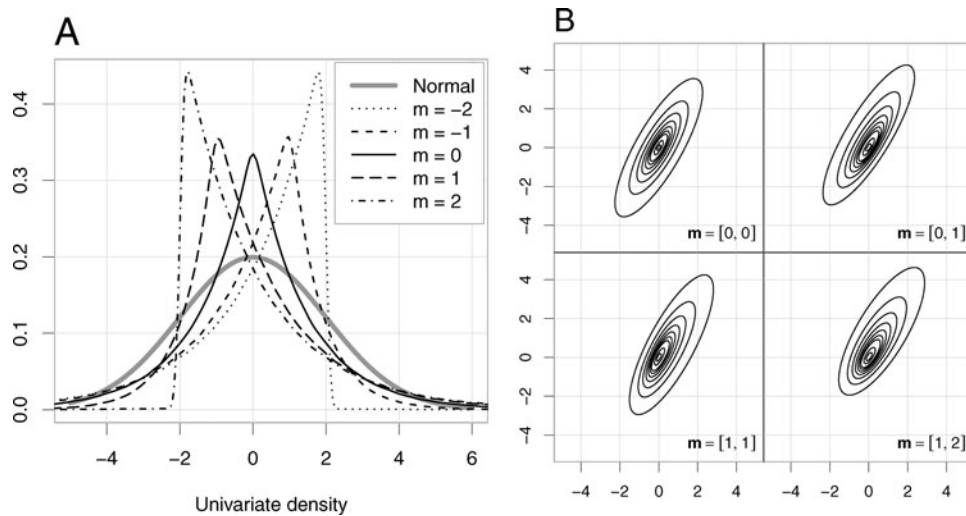 A
Normal
m = −2
m = −1
m = 0
m = 1
m = 2
0.4
0.3
0.2
0.1
0.0
−4 −2 0 2 4 6
Univariate density
B
4
2
0
−2
−4
m = [0, 0]
m = [0, 1]
4
2
0
−2
−4
m = [1, 1]
m = [1, 2]
−4 −2 0 2 4
−4 −2 0 2 4